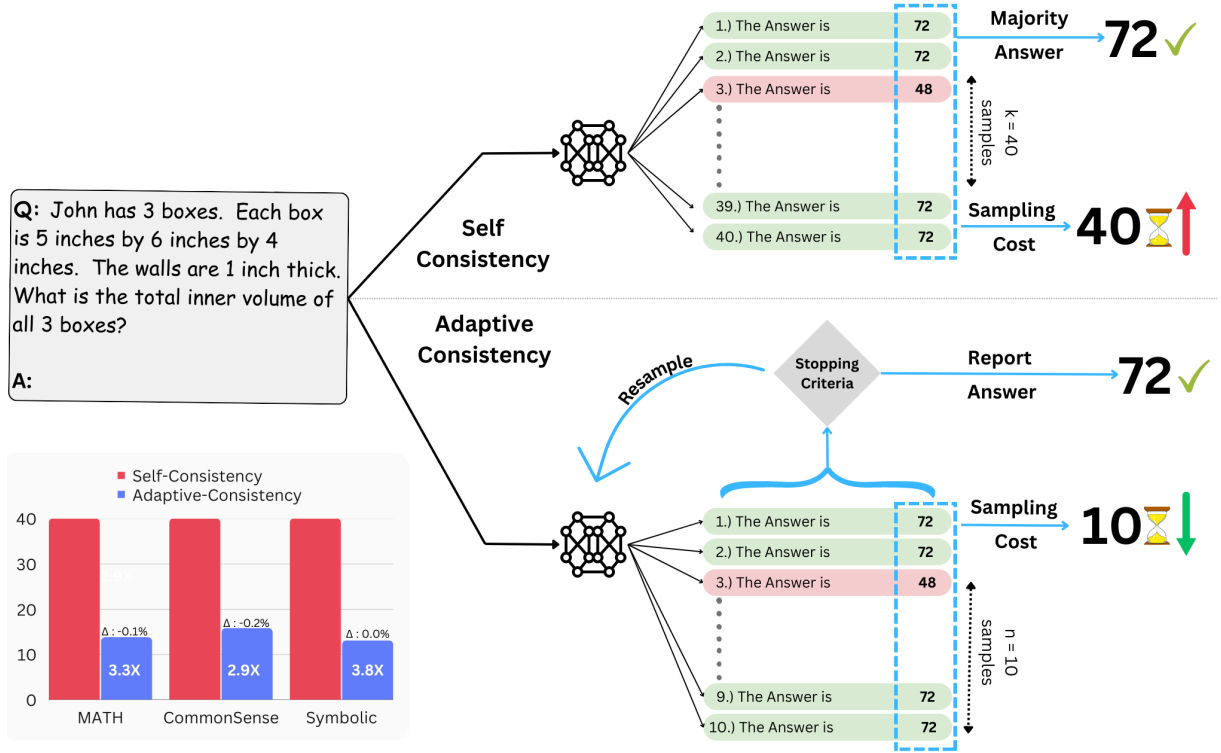 Q: John has 3 boxes. Each box
is 5 inches by 6 inches by 4
inches. The walls are 1 inch thick.
What is the total inner volume of
all 3 boxes?
A:
Self
Consistency
1.) The Answer is 72
2.) The Answer is 72
3.) The Answer is 48
39.) The Answer is 72
40.) The Answer is 72
Majority
Answer
72
k = 40
samples
Sampling
Cost
40
Adaptive
Consistency
Resample
Stopping
Criteria
Report
Answer
72
1.) The Answer is 72
2.) The Answer is 72
3.) The Answer is 48
9.) The Answer is 72
10.) The Answer is 72
Sampling
Cost
10
n = 10
samples
Self-Consistency
Adaptive-Consistency
40
30
20
10
0
2.9X
Δ : -0.1%
3.3X
Δ : -0.2%
2.9X
Δ : 0.0%
3.8X
MATH
CommonSense
Symbolic